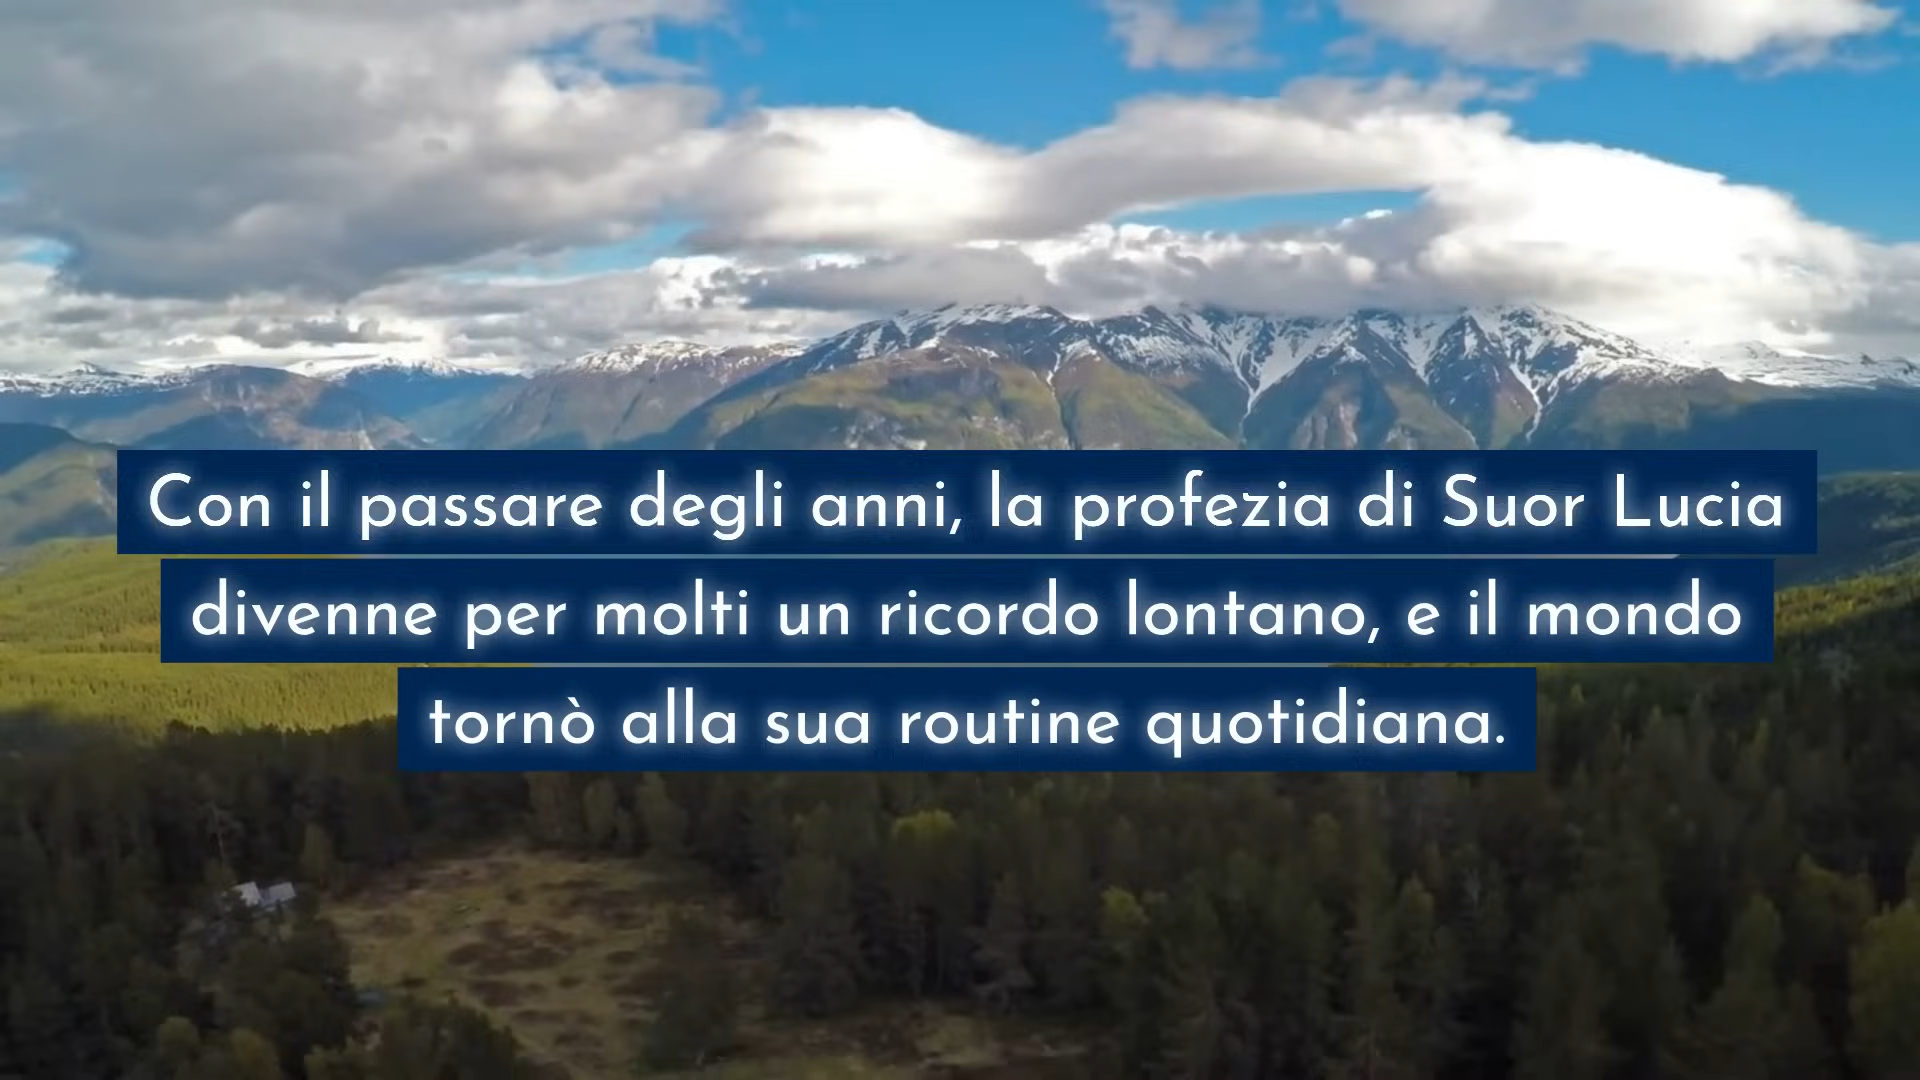 Con il passare degli anni, la profezia di Suor Lucia
divenne per molti un ricordo lontano, e il mondo
tornò alla sua routine quotidiana.